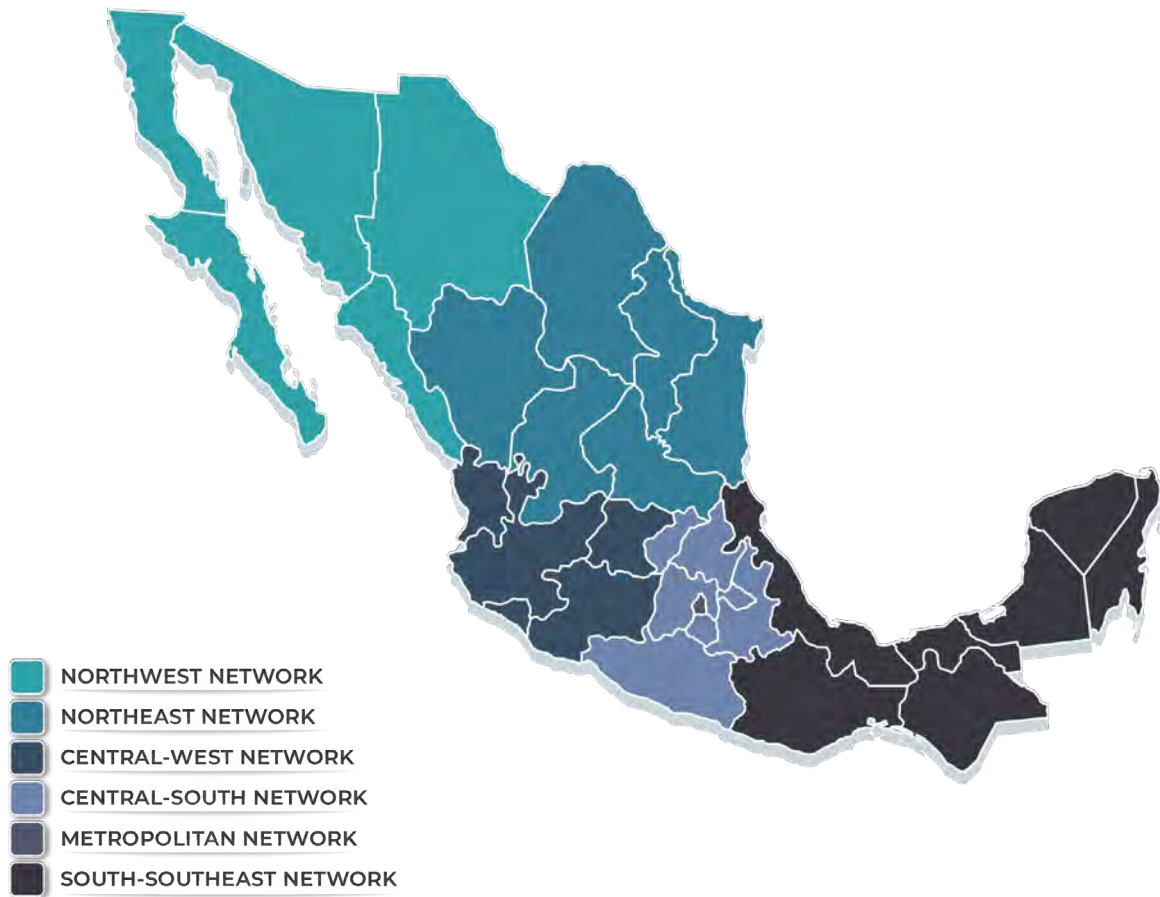 NORTHWEST NETWORK
NORTHEAST NETWORK
CENTRAL-WEST NETWORK
CENTRAL-SOUTH NETWORK
METROPOLITAN NETWORK
SOUTH-SOUTHEAST NETWORK